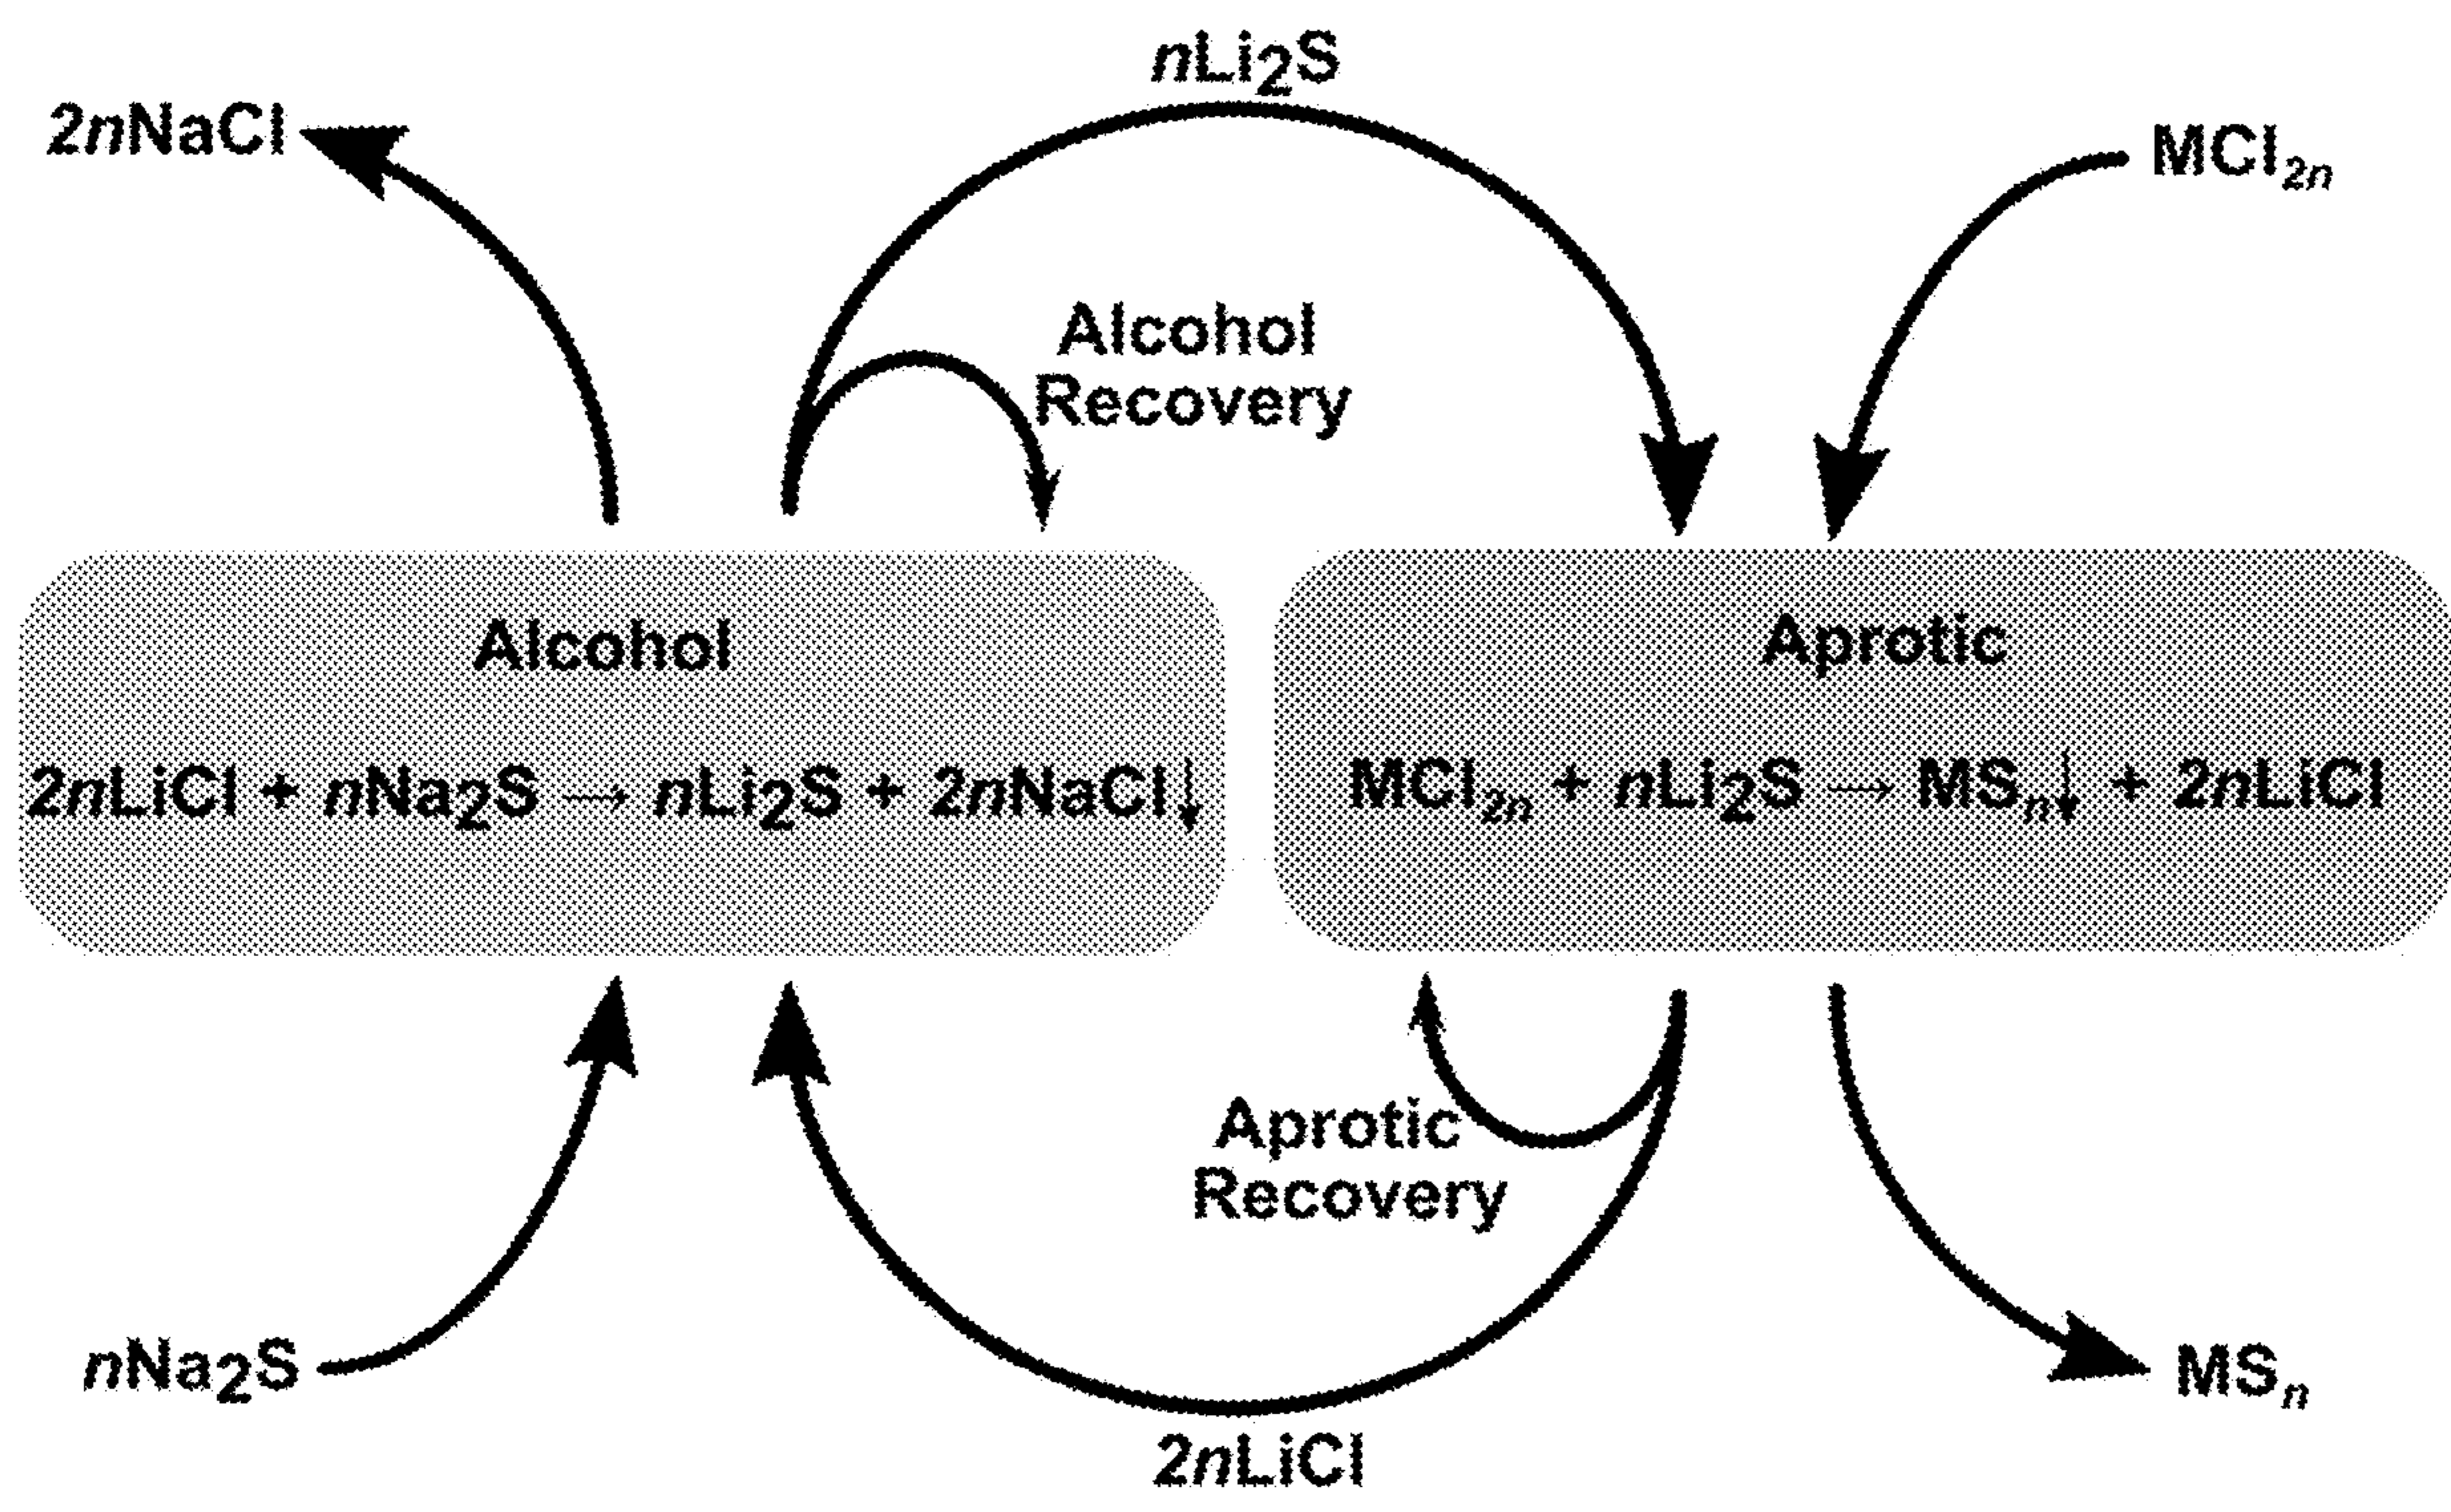 nLi2S
2nNaCl
MCl2n
Alcohol
Recovery
Alcohol
2nLiCl + nNa2S → nLi2S + 2nNaCl↓
Aprotic
MCl2n + nLi2S → MSn↓ + 2nLiCl
Aprotic
Recovery
nNa2S
MSn
2nLiCl